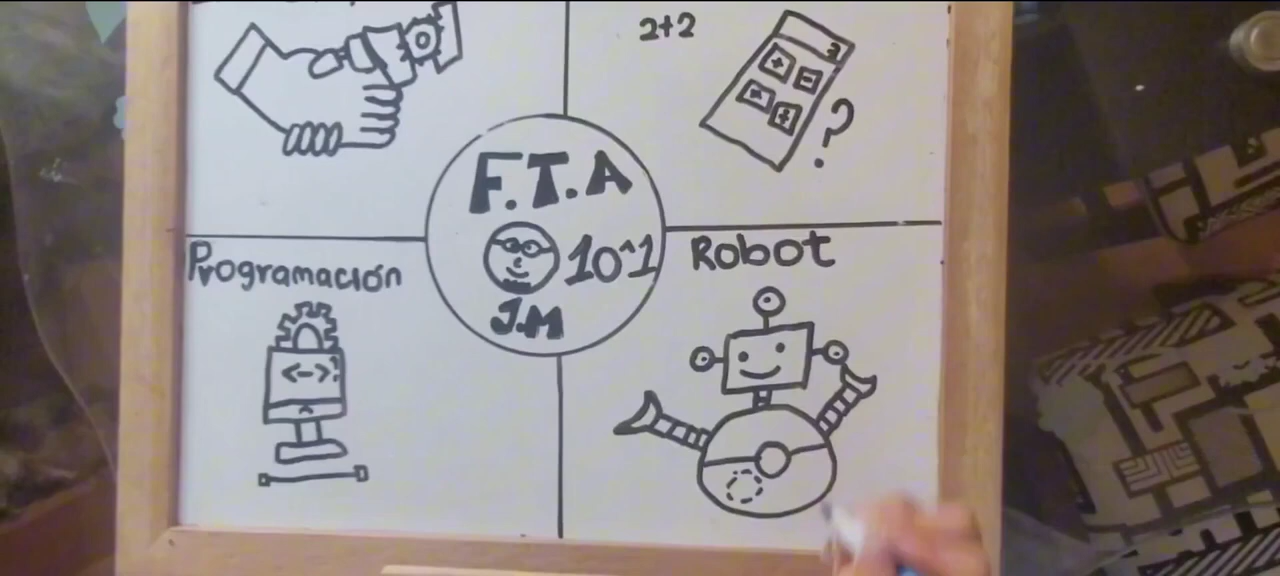 2+2
+
-
×
÷
?
F.T.A
10^1
J.M
Programación
<->
Robot